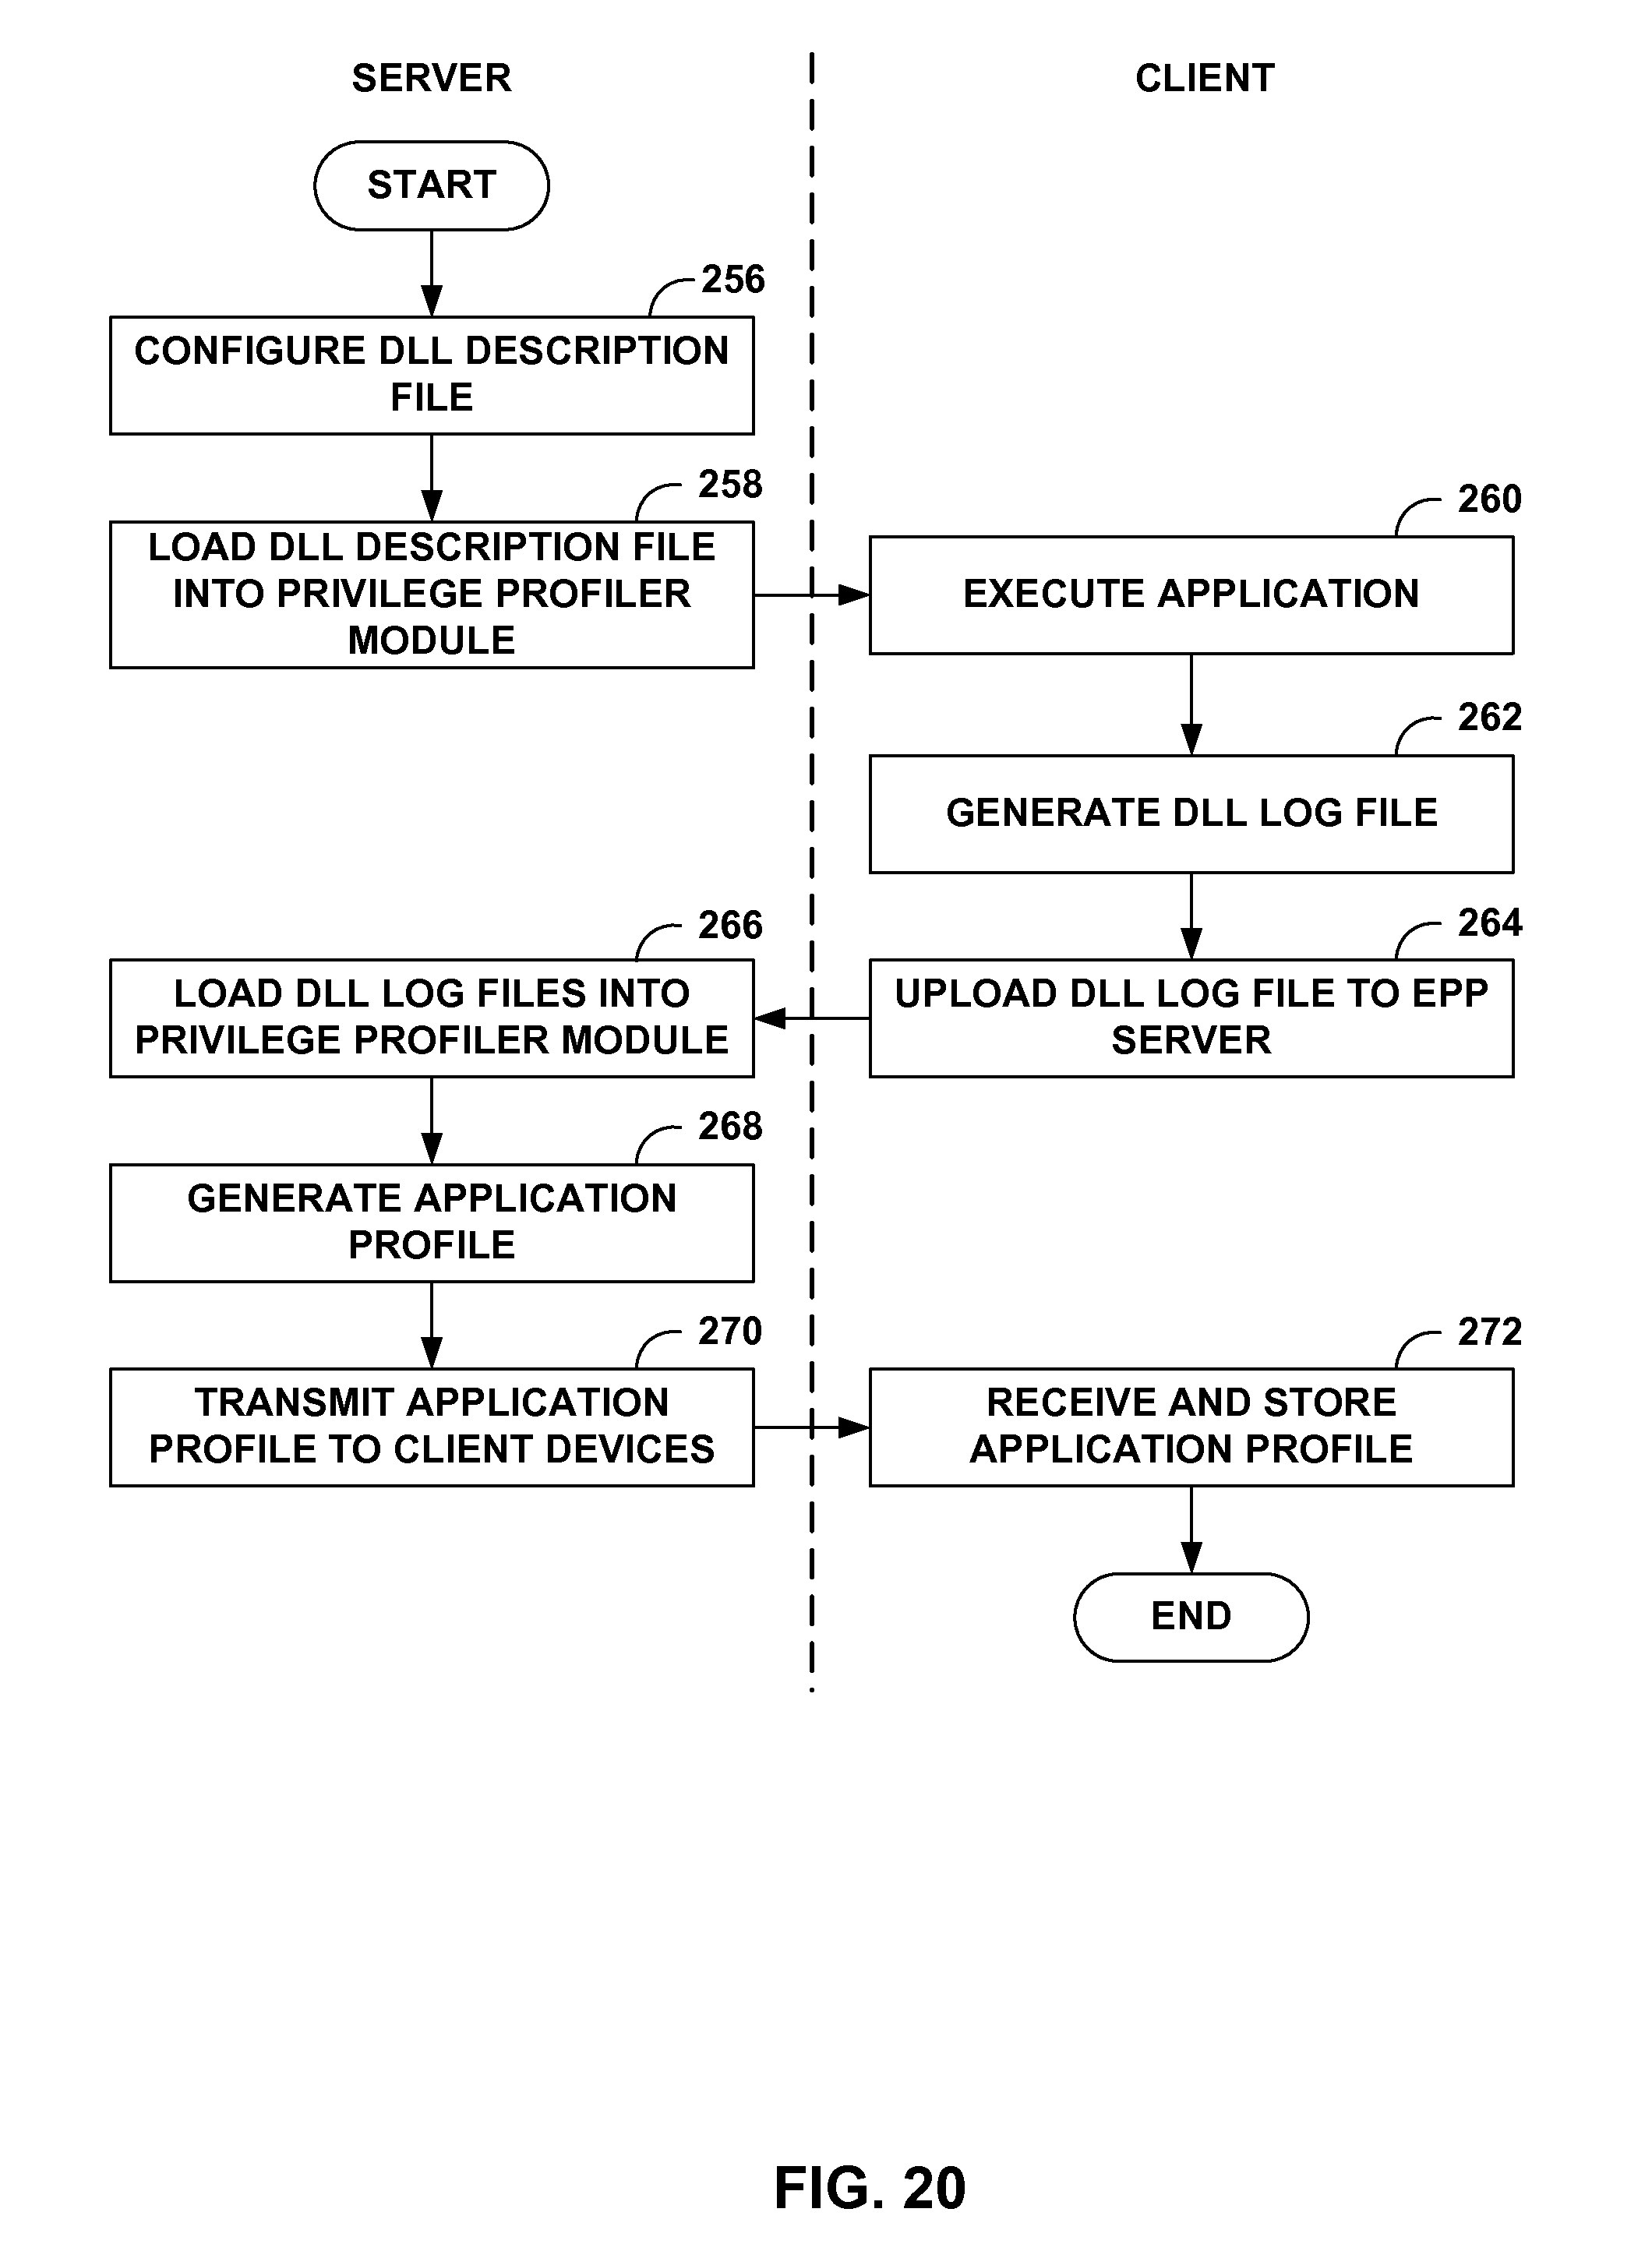 SERVER
CLIENT
START
256
CONFIGURE DLL DESCRIPTION
FILE
258
LOAD DLL DESCRIPTION FILE
INTO PRIVILEGE PROFILER
MODULE
260
EXECUTE APPLICATION
262
GENERATE DLL LOG FILE
264
UPLOAD DLL LOG FILE TO EPP
SERVER
266
LOAD DLL LOG FILES INTO
PRIVILEGE PROFILER MODULE
268
GENERATE APPLICATION
PROFILE
270
TRANSMIT APPLICATION
PROFILE TO CLIENT DEVICES
272
RECEIVE AND STORE
APPLICATION PROFILE
END
FIG. 20